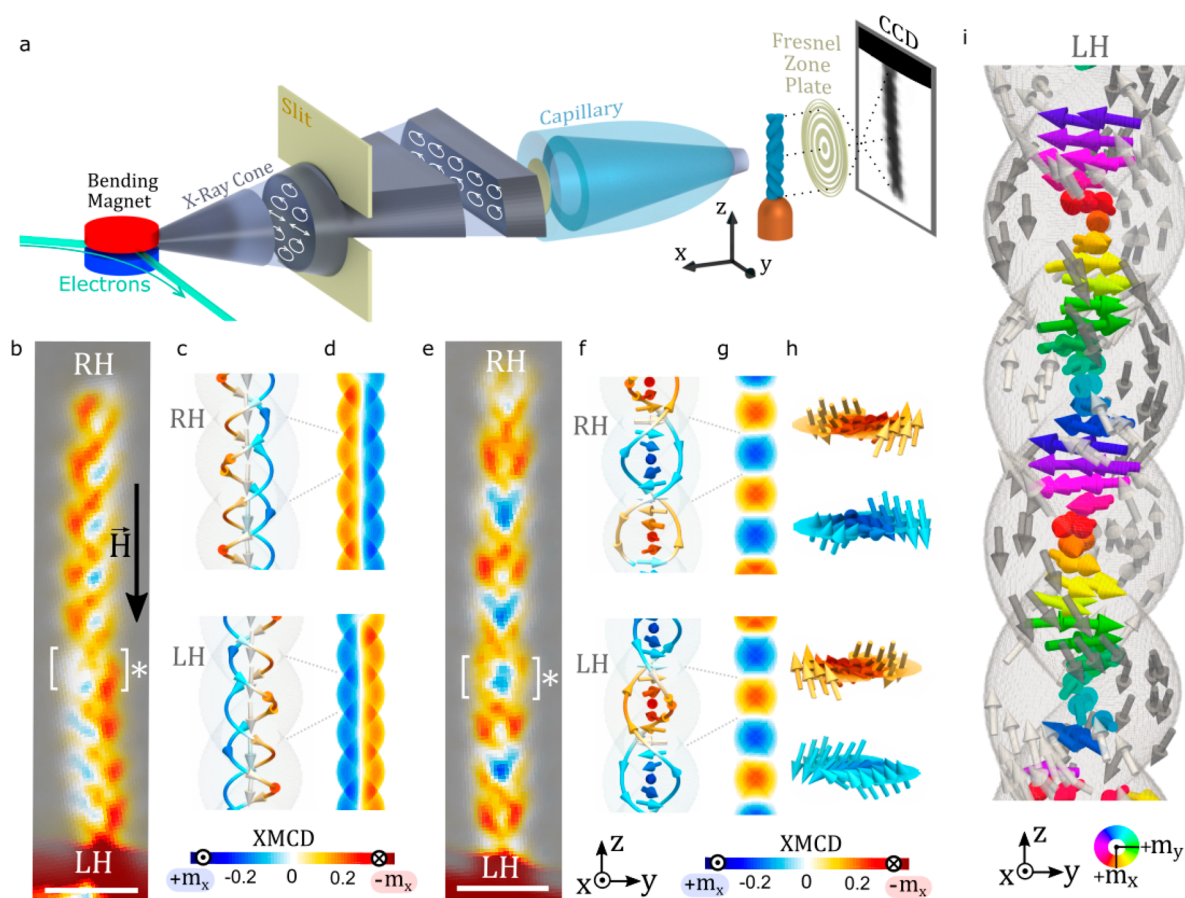 a
Bending
Magnet
Electrons
X-Ray Cone
Slit
Capillary
Fresnel
Zone
Plate
CCD
z
x
y
b
RH
H
[ ]*
LH
c
RH
LH
d
XMCD
+mx
-0.2
0
0.2
-mx
e
RH
[ ]*
LH
f
RH
LH
z
x
y
g
XMCD
+mx
-0.2
0
0.2
-mx
h
i
LH
z
x
y
+my
+mx